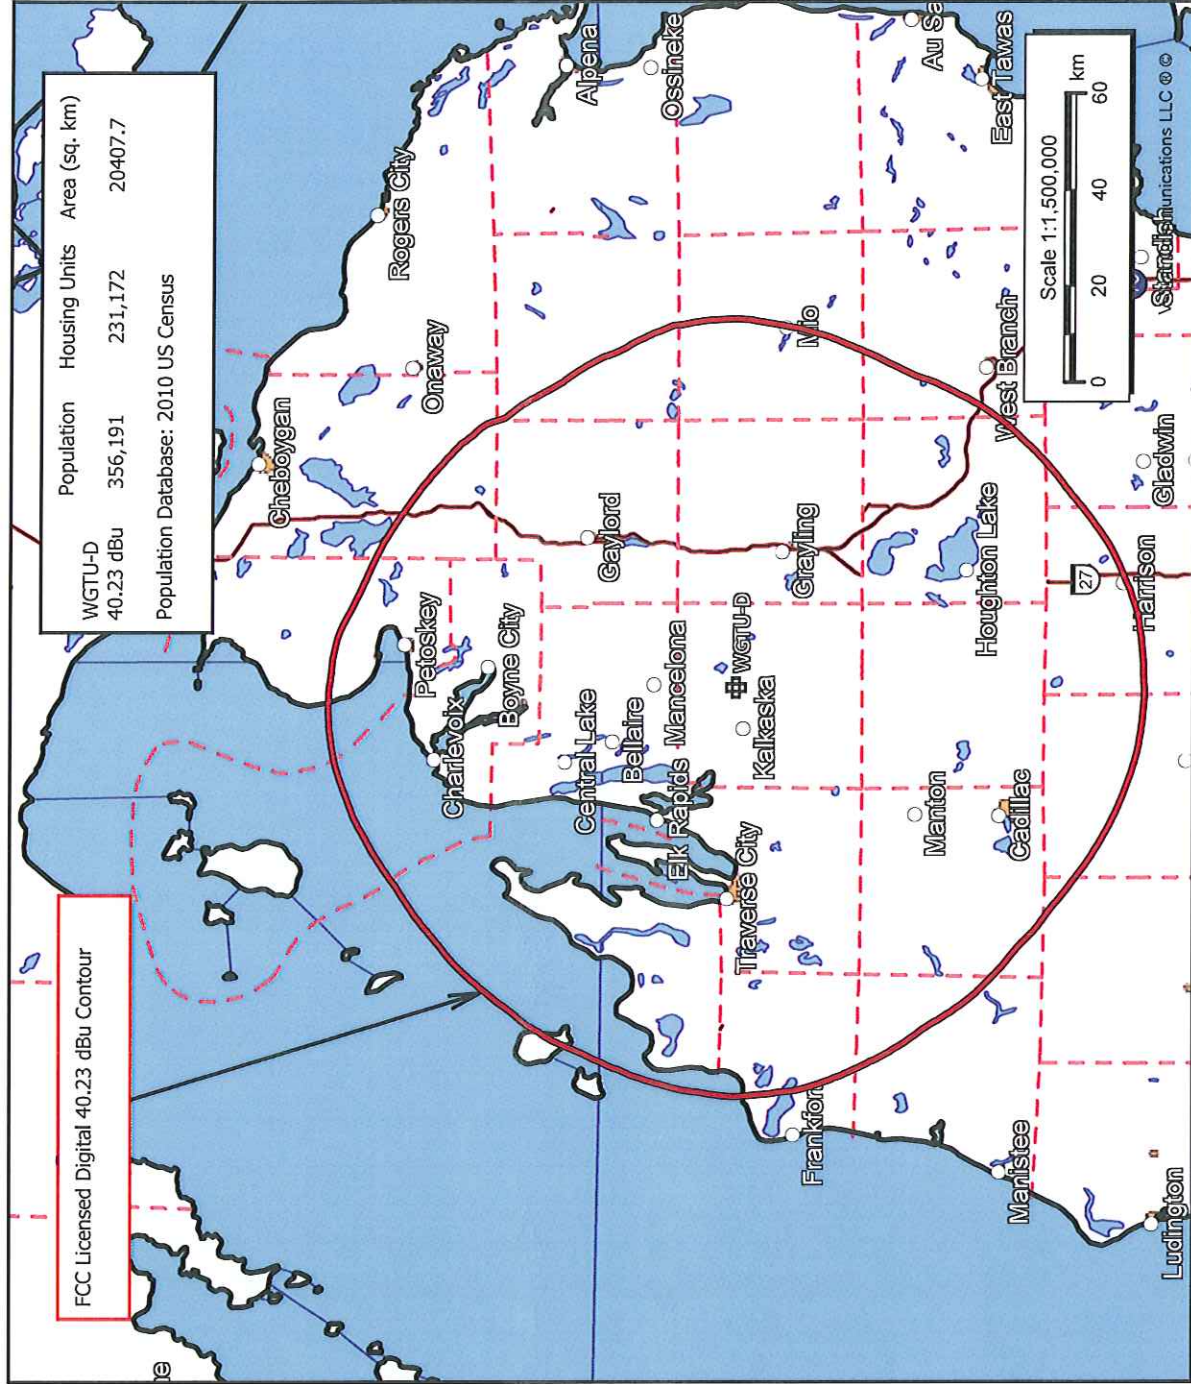 WGTU-D Population Housing Units Area (sq. km)
40.23 dBu 356,191 231,172 20407.7
Population Database: 2010 US Census
FCC Licensed Digital 40.23 dBu Contour
Cheboygan
Rogers City
Petoskey
Onaway
Charlevoix
Boyne City
Alpena
Central Lake
Gaylord
Bellaire
Ossineke
Elk Rapids
Mancelona
WGTU-D
Traverse City
Kalkaska
Grayling
Mio
Frankfort
Manton
Au Sa
Houghton Lake
East Tawas
West Branch
Manistee
Cadillac
Scale 1:1,500,000
0 20 40 60
km
27
Harrison
Gladwin
Standish
Ludington
unications LLC ® ©